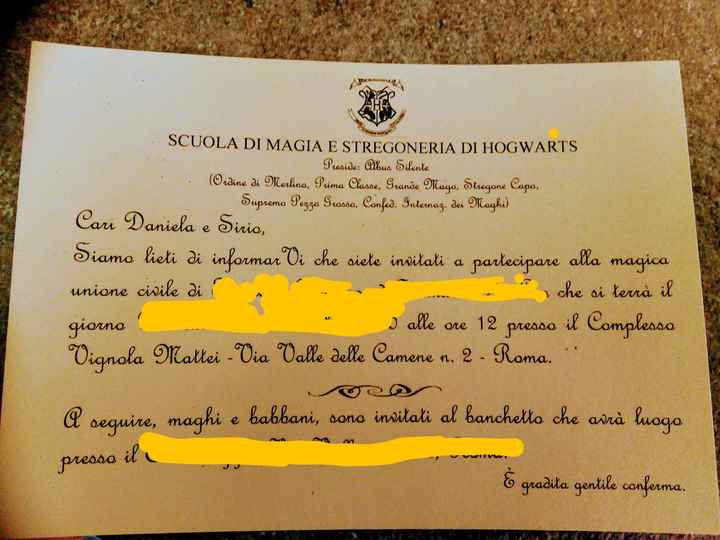 SCUOLA DI MAGIA E STREGONERIA DI HOGWARTS
Preside: Albus Silente
(Ordine di Merlino, Prima Classe, Grande Mago, Stregone Capo,
Supremo Pezzo Grosso, Confed. Internaz. dei Maghi)
Cari Daniela e Sirio,
Siamo lieti di informarVi che siete invitati a partecipare alla magica
unione civile di che si terrà il
giorno alle ore 12 presso il Complesso
Vignola Mattei - Via Valle delle Camene n. 2 - Roma.
A seguire, maghi e babbani, sono invitati al banchetto che avrà luogo
presso il
È gradita gentile conferma.